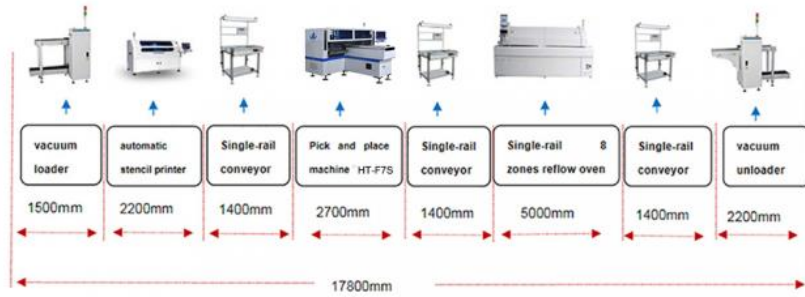 vacuum
loader
automatic
stencil printer
Single-rail
conveyor
Pick and place
machine HT-F7S
Single-rail
conveyor
Single-rail 8
zones reflow oven
Single-rail
conveyor
vacuum
unloader
1500mm
2200mm
1400mm
2700mm
1400mm
5000mm
1400mm
2200mm
17800mm